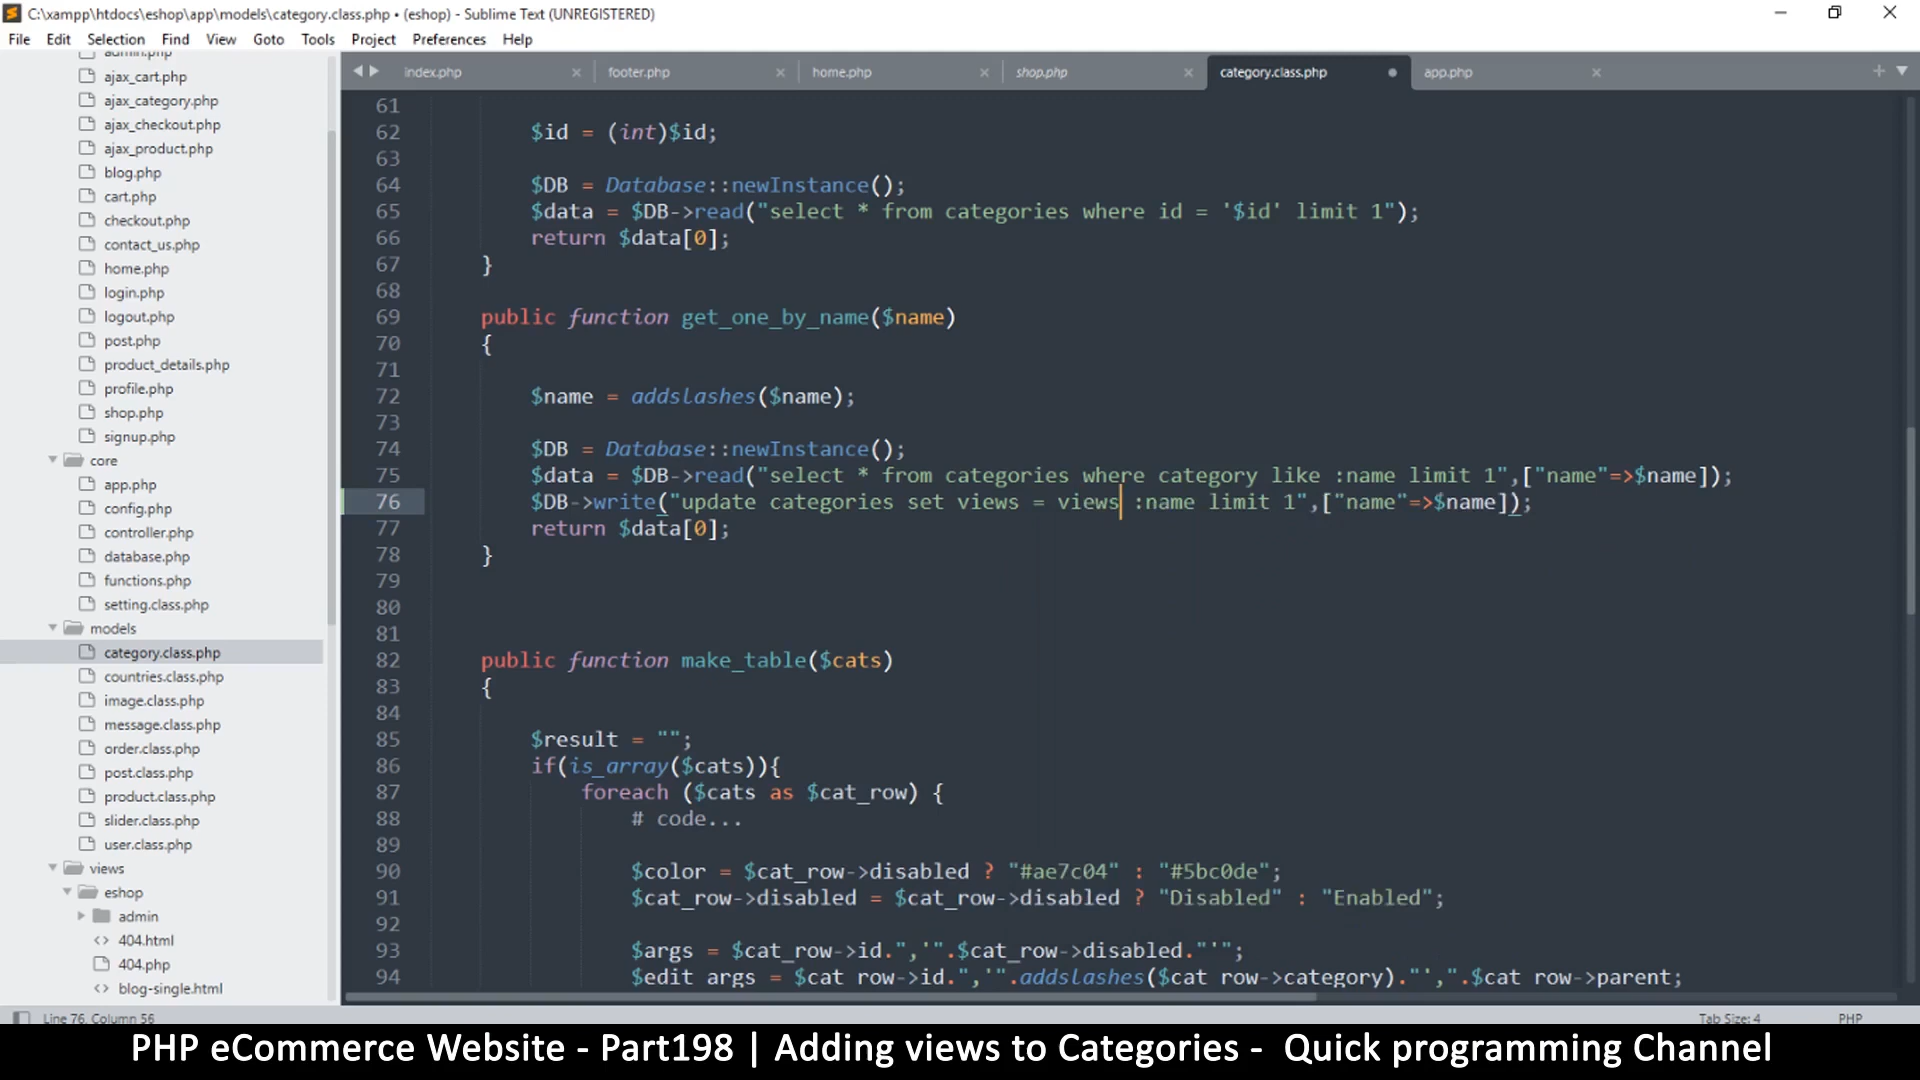 C:\xampp\htdocs\eshop\app\models\category.class.php • (eshop) - Sublime Text (UNREGISTERED)
File Edit Selection Find View Goto Tools Project Preferences Help
index.php footer.php home.php shop.php category.class.php app.php
admin.php
ajax_cart.php
ajax_category.php
ajax_checkout.php
ajax_product.php
blog.php
cart.php
checkout.php
contact_us.php
home.php
login.php
logout.php
post.php
product_details.php
profile.php
shop.php
signup.php
core
app.php
config.php
controller.php
database.php
functions.php
setting.class.php
models
category.class.php
countries.class.php
image.class.php
message.class.php
order.class.php
post.class.php
product.class.php
slider.class.php
user.class.php
views
eshop
admin
404.html
404.php
blog-single.html
61
62 $id = (int)$id;
63
64 $DB = Database::newInstance();
65 $data = $DB->read("select * from categories where id = '$id' limit 1");
66 return $data[0];
67 }
68
69 public function get_one_by_name($name)
70 {
71
72 $name = addslashes($name);
73
74 $DB = Database::newInstance();
75 $data = $DB->read("select * from categories where category like :name limit 1",["name"=>$name]);
76 $DB->write("update categories set views = views :name limit 1",["name"=>$name]);
77 return $data[0];
78 }
79
80
81
82 public function make_table($cats)
83 {
84
85 $result = "";
86 if(is_array($cats)){
87 foreach ($cats as $cat_row) {
88 # code...
89
90 $color = $cat_row->disabled ? "#ae7c04" : "#5bc0de";
91 $cat_row->disabled = $cat_row->disabled ? "Disabled" : "Enabled";
92
93 $args = $cat_row->id.",'".$cat_row->disabled."'";
94 $edit_args = $cat_row->id.",'".addslashes($cat_row->category)."',".$cat_row->parent;
Line 76, Column 56 Tab Size: 4 PHP
PHP eCommerce Website - Part198 | Adding views to Categories - Quick programming Channel